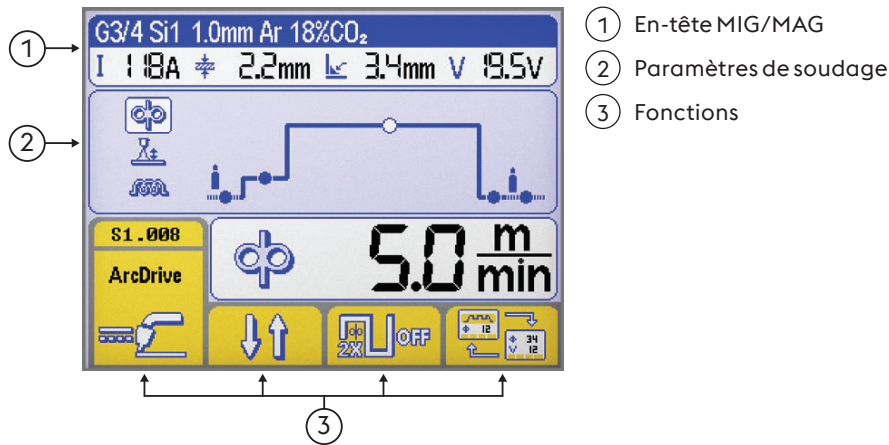 G3/4 Si1 1.0mm Ar 18%CO₂
I 118A 2.2mm 3.4mm V 19.5V
S1.008
ArcDrive
5.0 m/min
2X OFF
12
34
V 12
1
2
3
1 En-tête MIG/MAG
2 Paramètres de soudage
3 Fonctions